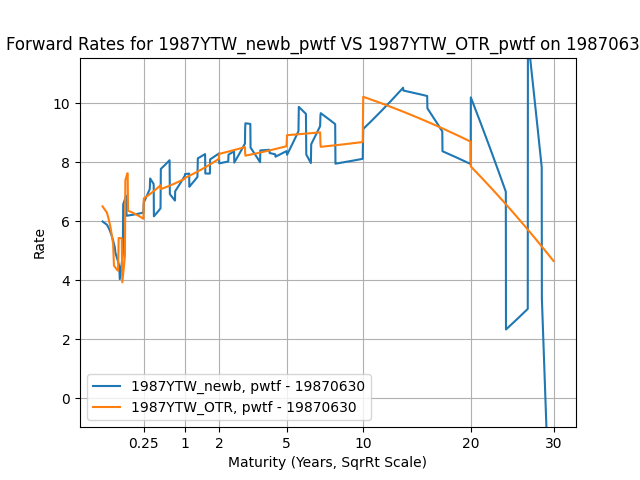 Forward Rates for 1987YTW_newb_pwtf VS 1987YTW_OTR_pwtf on 1987063
10
8
6
4
2
0
Rate
1987YTW_newb, pwtf - 19870630
1987YTW_OTR, pwtf - 19870630
0.25 1 2 5 10 20 30
Maturity (Years, SqrRt Scale)